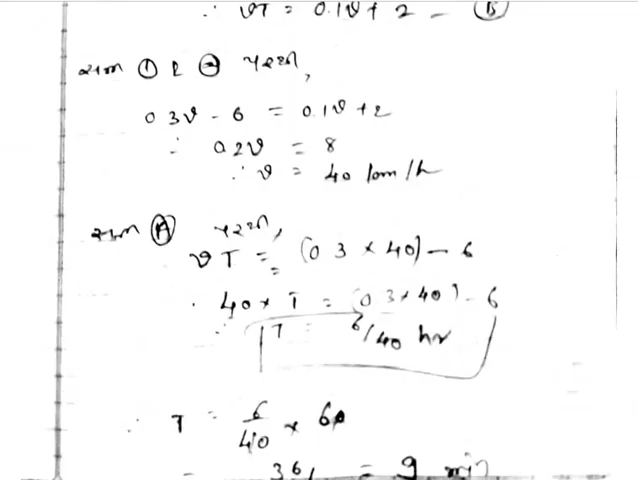 ∴ vT = 0.1v + 2 — Ⓑ
સમી ① ર ② પરથી,
0.3v - 6 = 0.1v + 2
∴ 0.2v = 8
∴ v = 40 km/h
સમી Ⓐ પરથી,
vT = (0.3 × 40) - 6
∴ 40 × T = (0.3 × 40) - 6
∴ T = 6/40 hr
∴ T = 6/40 × 60
= 36/ = 9 min